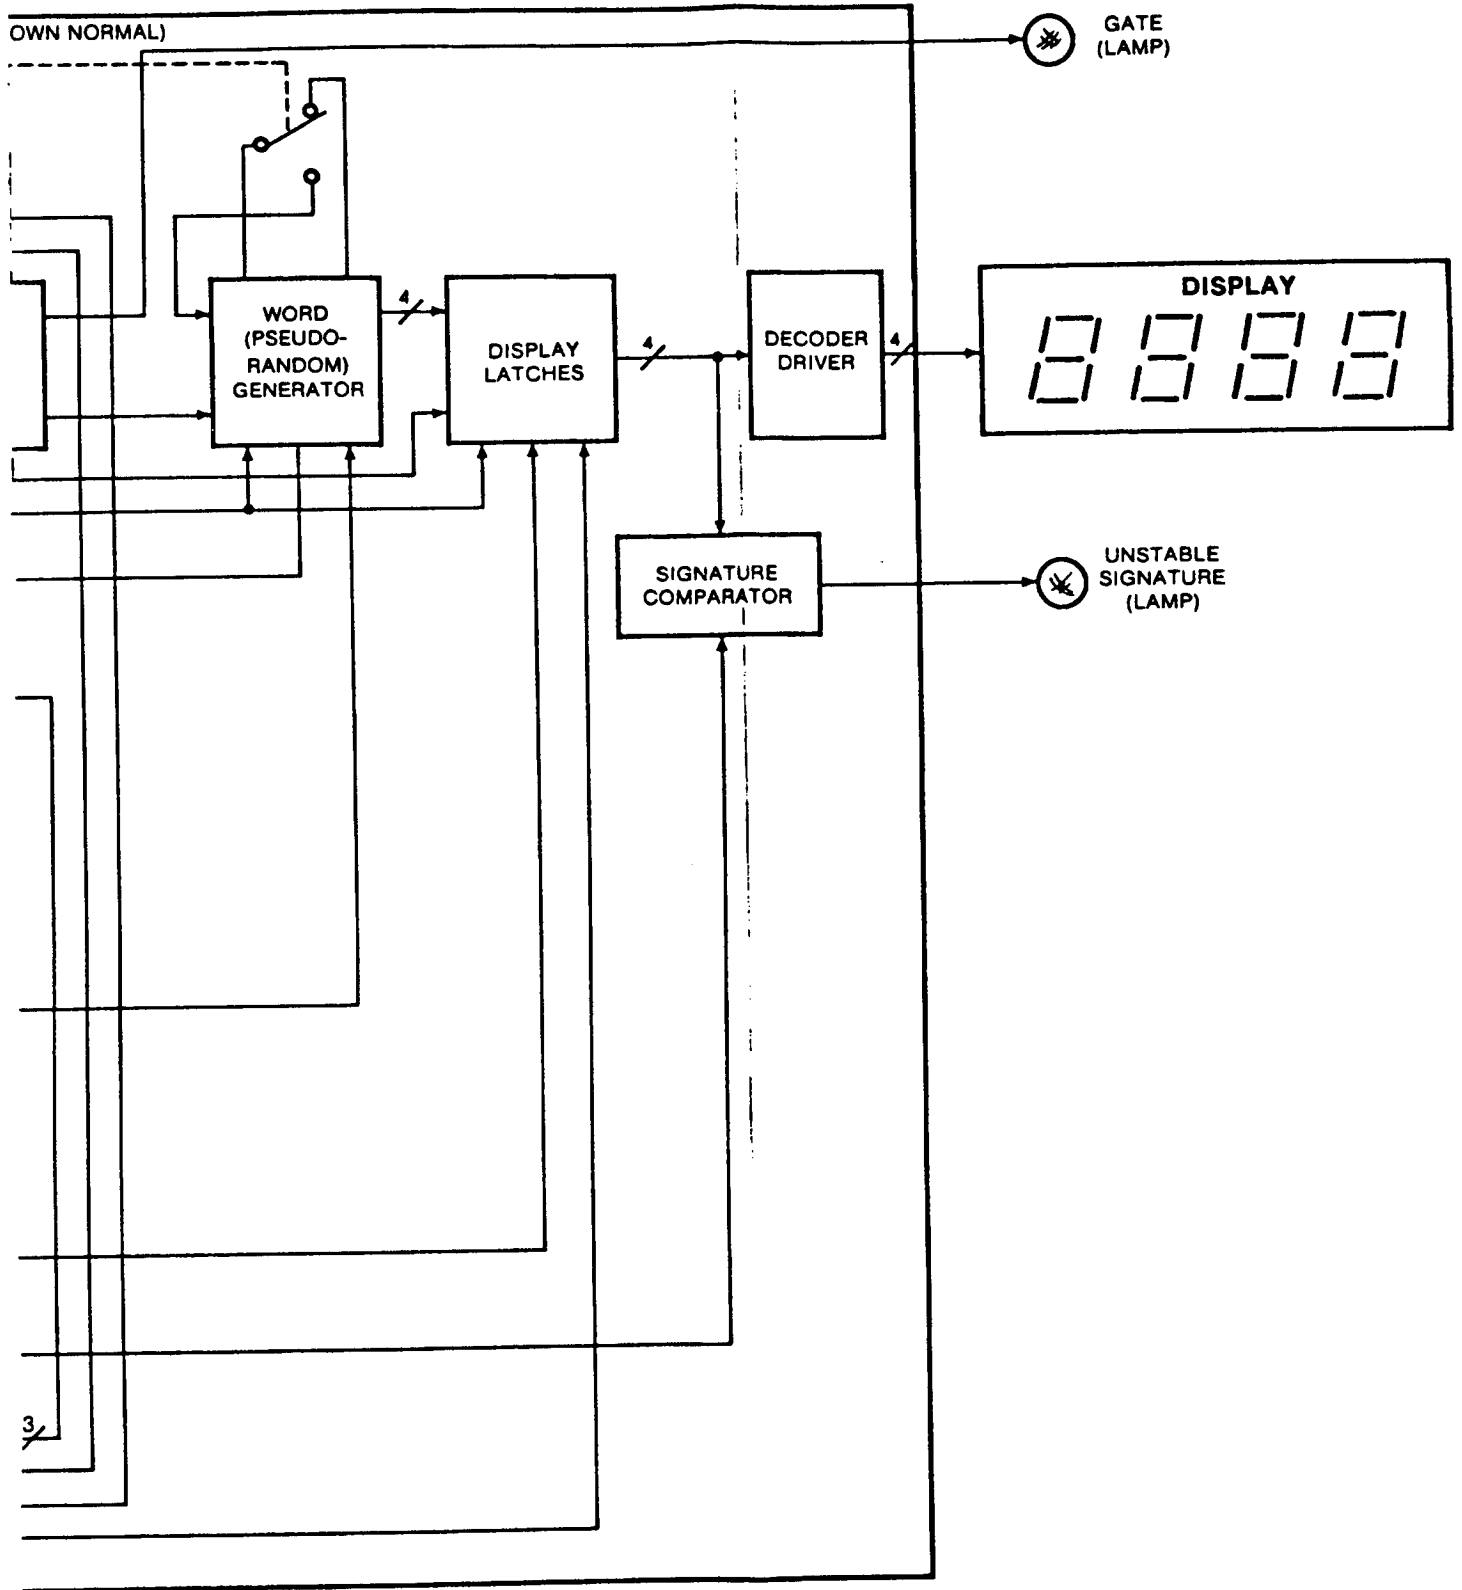 OWN NORMAL)
GATE
(LAMP)
WORD
(PSEUDO-
RANDOM)
GENERATOR
4
DISPLAY
LATCHES
4
DECODER
DRIVER
4
DISPLAY
8888
SIGNATURE
COMPARATOR
UNSTABLE
SIGNATURE
(LAMP)
3